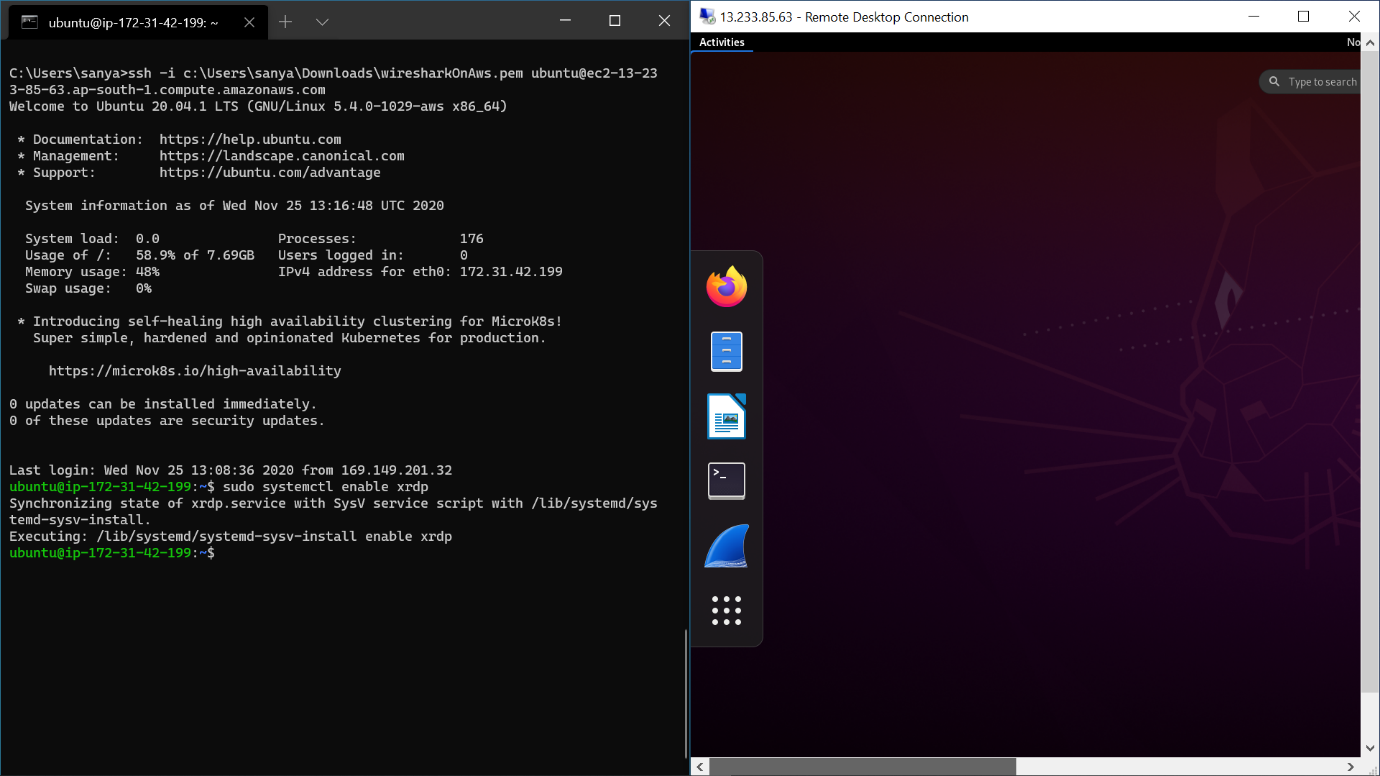 ubuntu@ip-172-31-42-199: ~
C:\Users\sanya>ssh -i c:\Users\sanya\Downloads\wiresharkOnAws.pem ubuntu@ec2-13-23
3-85-63.ap-south-1.compute.amazonaws.com
Welcome to Ubuntu 20.04.1 LTS (GNU/Linux 5.4.0-1029-aws x86_64)
* Documentation:  https://help.ubuntu.com
* Management:     https://landscape.canonical.com
* Support:        https://ubuntu.com/advantage
System information as of Wed Nov 25 13:16:48 UTC 2020
System load:  0.0               Processes:             176
Usage of /:   58.9% of 7.69GB   Users logged in:       0
Memory usage: 48%               IPv4 address for eth0: 172.31.42.199
Swap usage:   0%
* Introducing self-healing high availability clustering for MicroK8s!
Super simple, hardened and opinionated Kubernetes for production.
https://microk8s.io/high-availability
0 updates can be installed immediately.
0 of these updates are security updates.
Last login: Wed Nov 25 13:08:36 2020 from 169.149.201.32
ubuntu@ip-172-31-42-199:~$ sudo systemctl enable xrdp
Synchronizing state of xrdp.service with SysV service script with /lib/systemd/sys
temd-sysv-install.
Executing: /lib/systemd/systemd-sysv-install enable xrdp
ubuntu@ip-172-31-42-199:~$
13.233.85.63 - Remote Desktop Connection
Activities
No
Type to search
>_